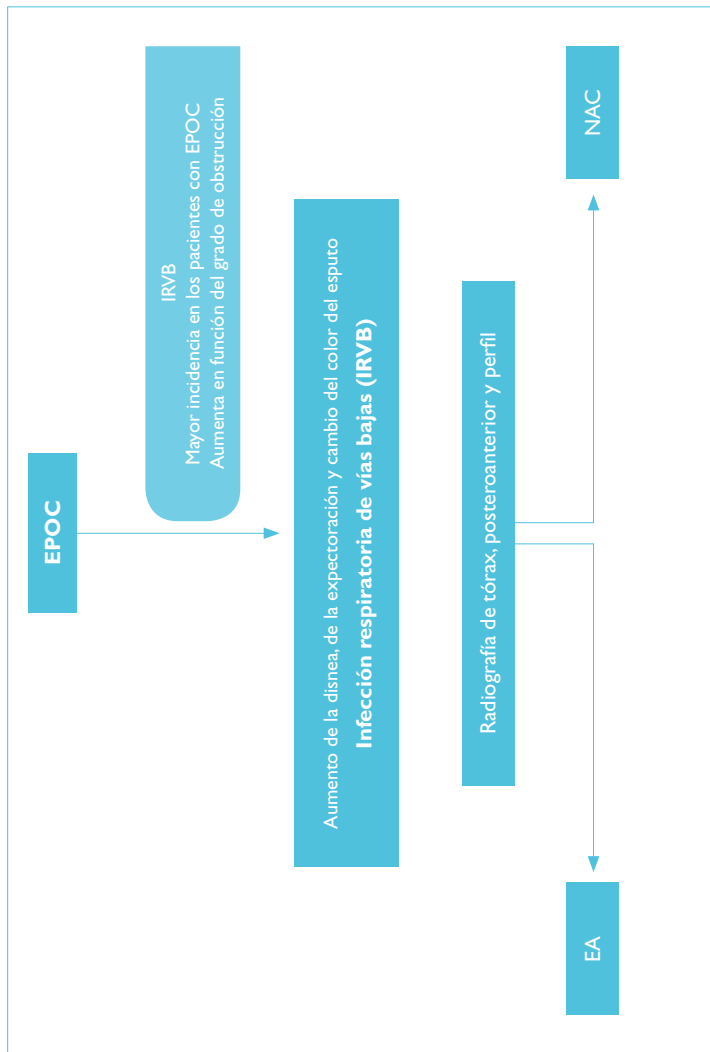 EPOC
IRVB
Mayor incidencia en los pacientes con EPOC
Aumenta en función del grado de obstrucción
Aumento de la disnea, de la expectoración y cambio del color del esputo
Infección respiratoria de vías bajas (IRVB)
Radiografía de tórax, posteroanterior y perfil
EA
NAC